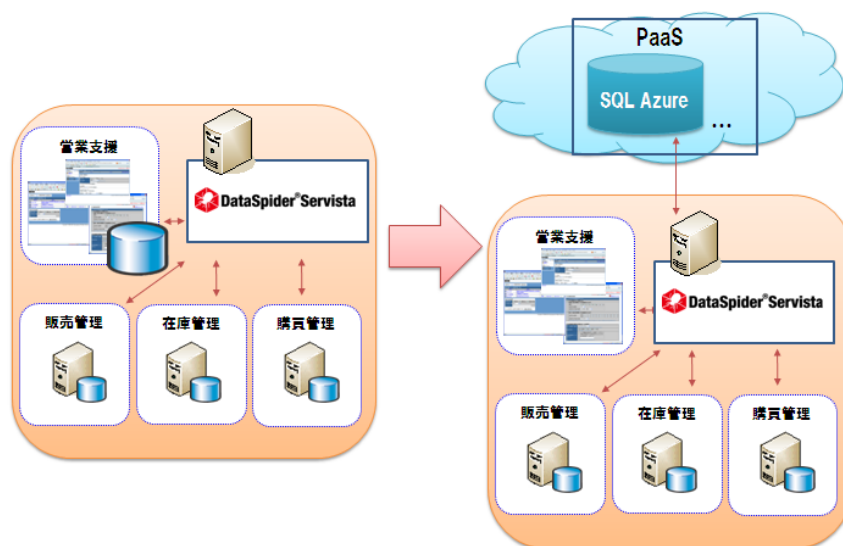 営業支援
DataSpider®Servista
販売管理
在庫管理
購買管理
PaaS
SQL Azure
...
営業支援
DataSpider®Servista
販売管理
在庫管理
購買管理